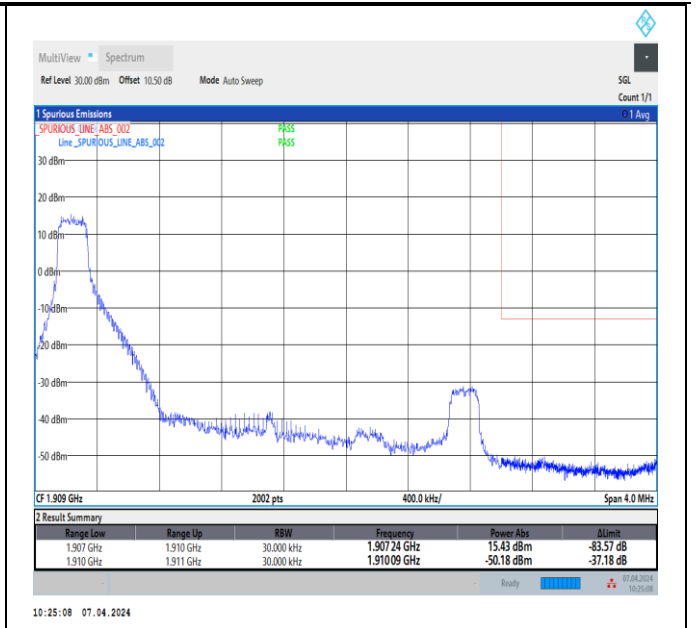 MultiView Spectrum
Ref Level 30.00 dBm Offset 10.50 dB Mode Auto Sweep SGL
Count 1/1
1 Spurious Emissions 1 Avg
_SPURIOUS_LINE_ABS_002 PASS
Line _SPURIOUS_LINE_ABS_002 PASS
30 dBm
20 dBm
10 dBm
0 dBm
-10 dBm
-20 dBm
-30 dBm
-40 dBm
-50 dBm
CF 1.909 GHz 2002 pts 400.0 kHz/ Span 4.0 MHz
2 Result Summary
Range Low Range Up RBW Frequency Power Abs ΔLimit
1.907 GHz 1.910 GHz 30.000 kHz 1.90724 GHz 15.43 dBm -83.57 dB
1.910 GHz 1.911 GHz 30.000 kHz 1.91009 GHz -50.18 dBm -37.18 dB
Ready 07.04.2024
10:25:08
10:25:08 07.04.2024